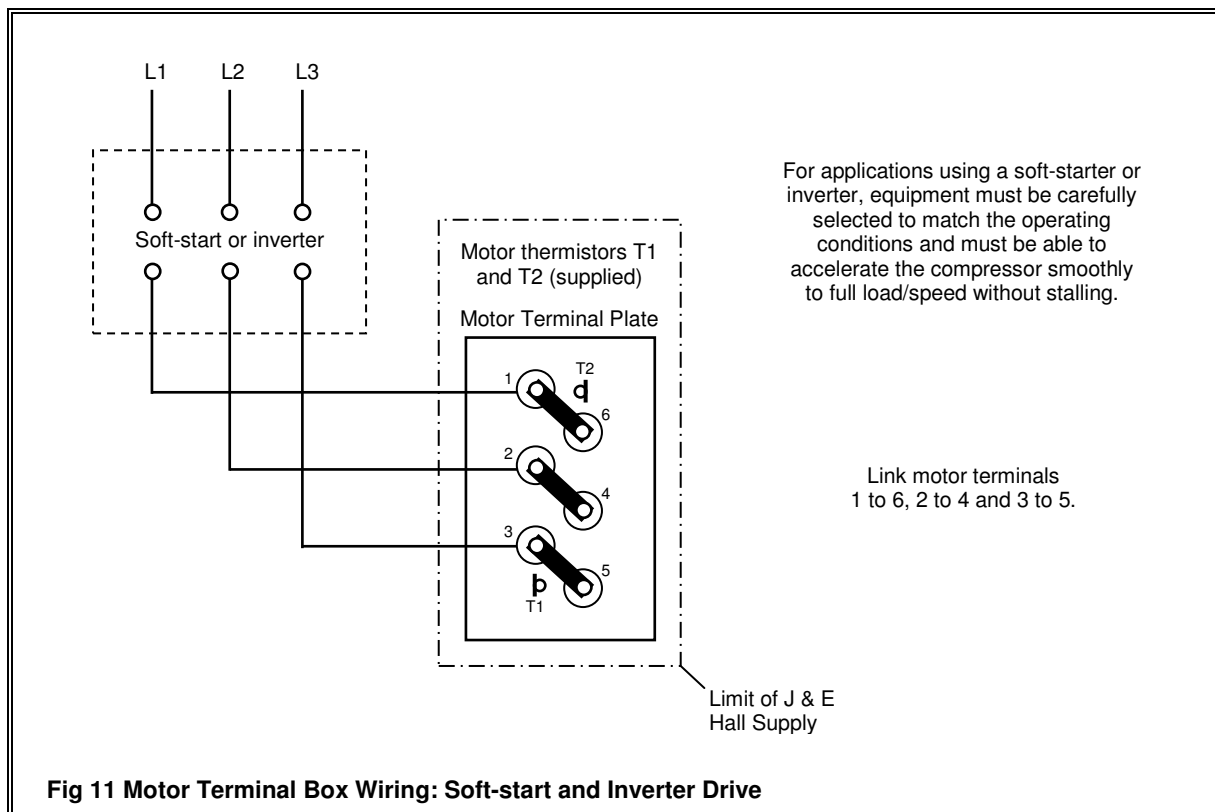 L1 L2 L3
Soft-start or inverter
Motor thermistors T1
and T2 (supplied)
Motor Terminal Plate
1
T2
6
2
4
3
5
T1
Limit of J & E
Hall Supply
For applications using a soft-starter or
inverter, equipment must be carefully
selected to match the operating
conditions and must be able to
accelerate the compressor smoothly
to full load/speed without stalling.
Link motor terminals
1 to 6, 2 to 4 and 3 to 5.
Fig 11 Motor Terminal Box Wiring: Soft-start and Inverter Drive